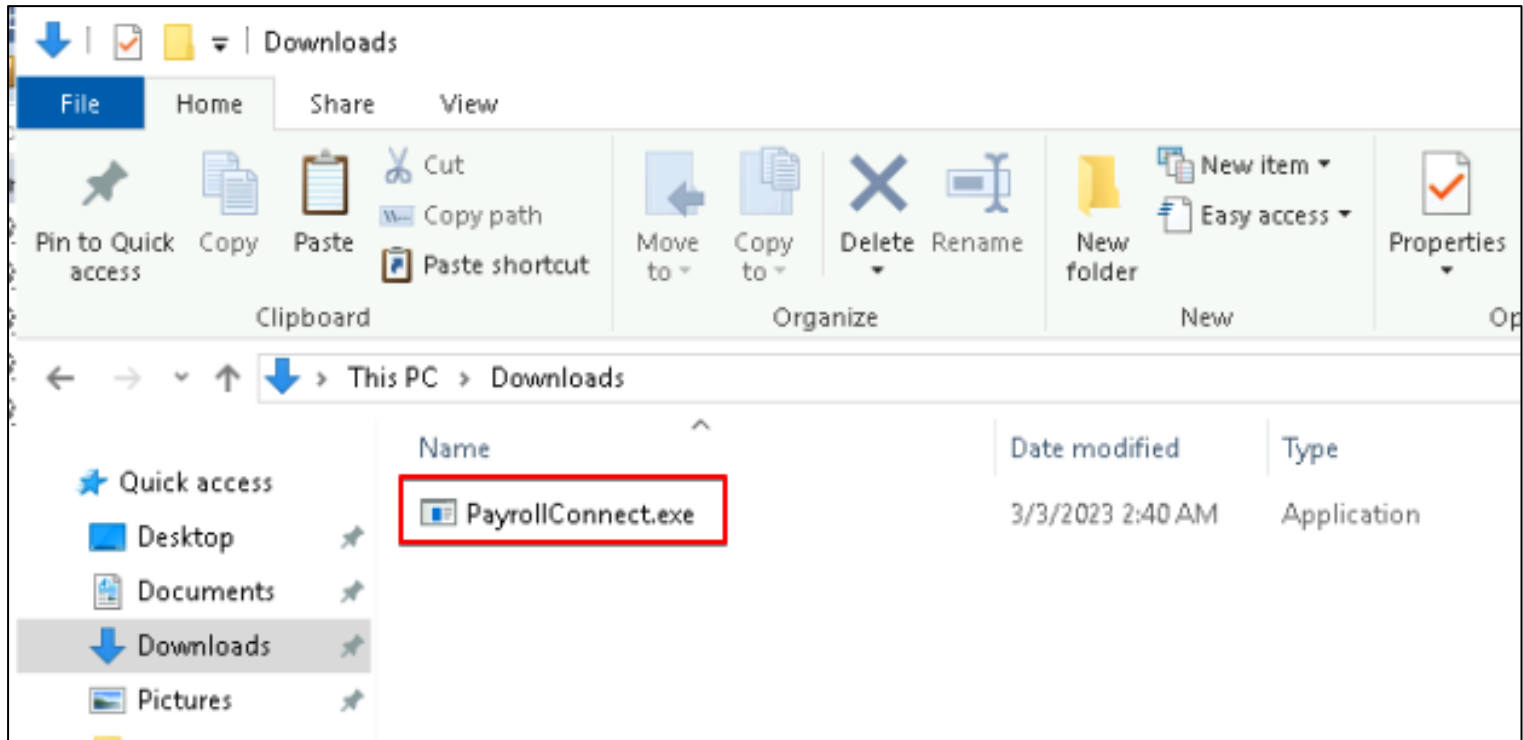 Downloads
File Home Share View
Pin to Quick access
Copy
Paste
Cut
Copy path
Paste shortcut
Clipboard
Move to
Copy to
Delete
Rename
Organize
New folder
New item
Easy access
New
Properties
Op
This PC > Downloads
Name Date modified Type
PayrollConnect.exe 3/3/2023 2:40 AM Application
Quick access
Desktop
Documents
Downloads
Pictures